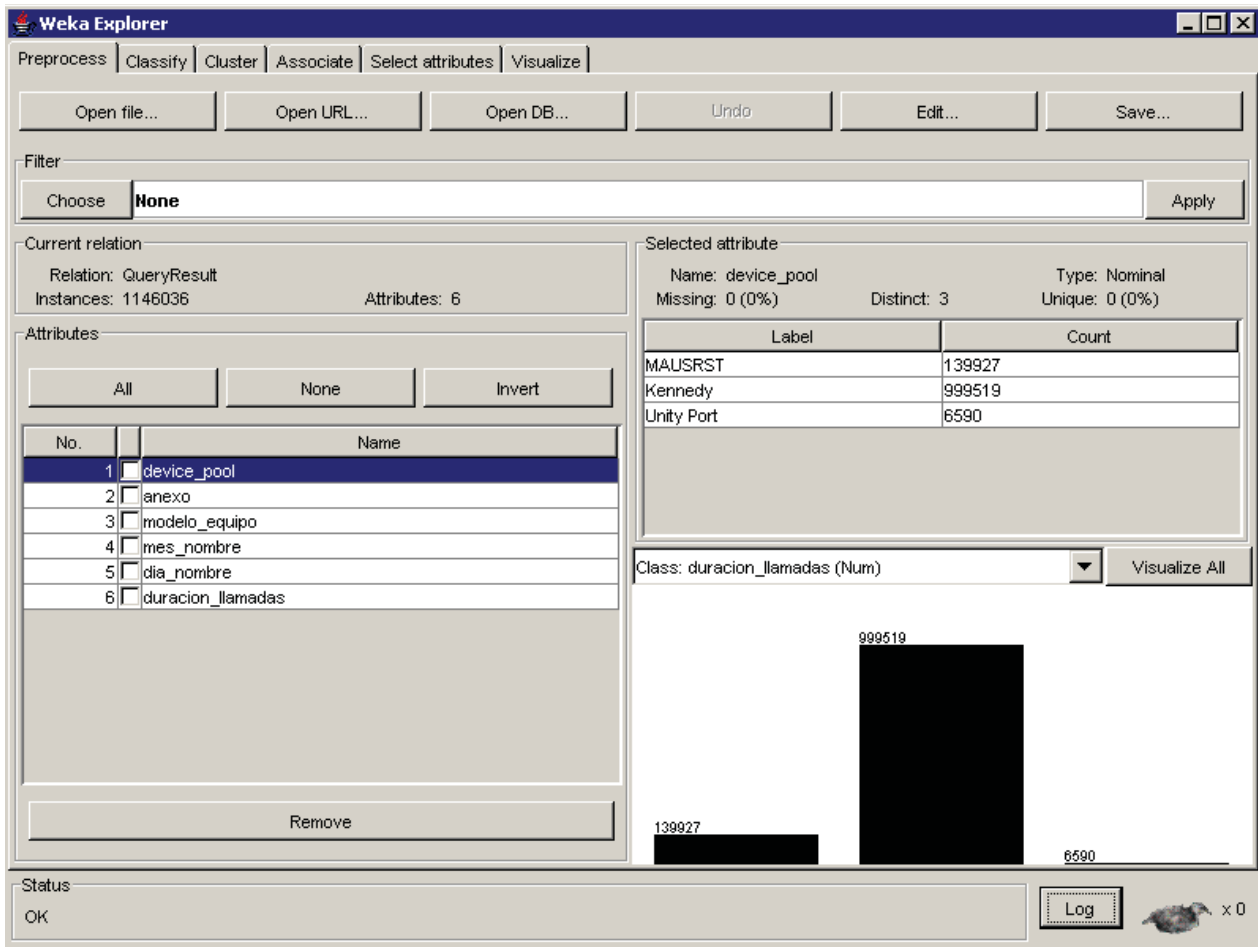 Weka Explorer
Preprocess Classify Cluster Associate Select attributes Visualize
Open file... Open URL... Open DB... Undo Edit... Save...
Filter
Choose None Apply
Current relation
Relation: QueryResult
Instances: 1146036 Attributes: 6
Attributes
All None Invert
No. Name
1 device_pool
2 anexo
3 modelo_equipo
4 mes_nombre
5 dia_nombre
6 duracion_llamadas
Remove
Selected attribute
Name: device_pool Type: Nominal
Missing: 0 (0%) Distinct: 3 Unique: 0 (0%)
Label Count
MAUSRST 139927
Kennedy 999519
Unity Port 6590
Class: duracion_llamadas (Num) Visualize All
999519
139927
6590
Status
OK
Log x 0